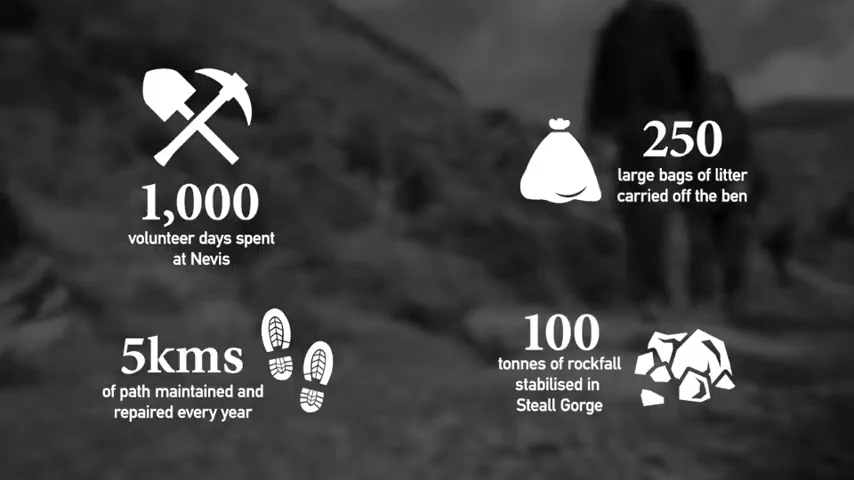 1,000
volunteer days spent
at Nevis
250
large bags of litter
carried off the ben
5kms
of path maintained and
repaired every year
100
tonnes of rockfall
stabilised in
Steall Gorge